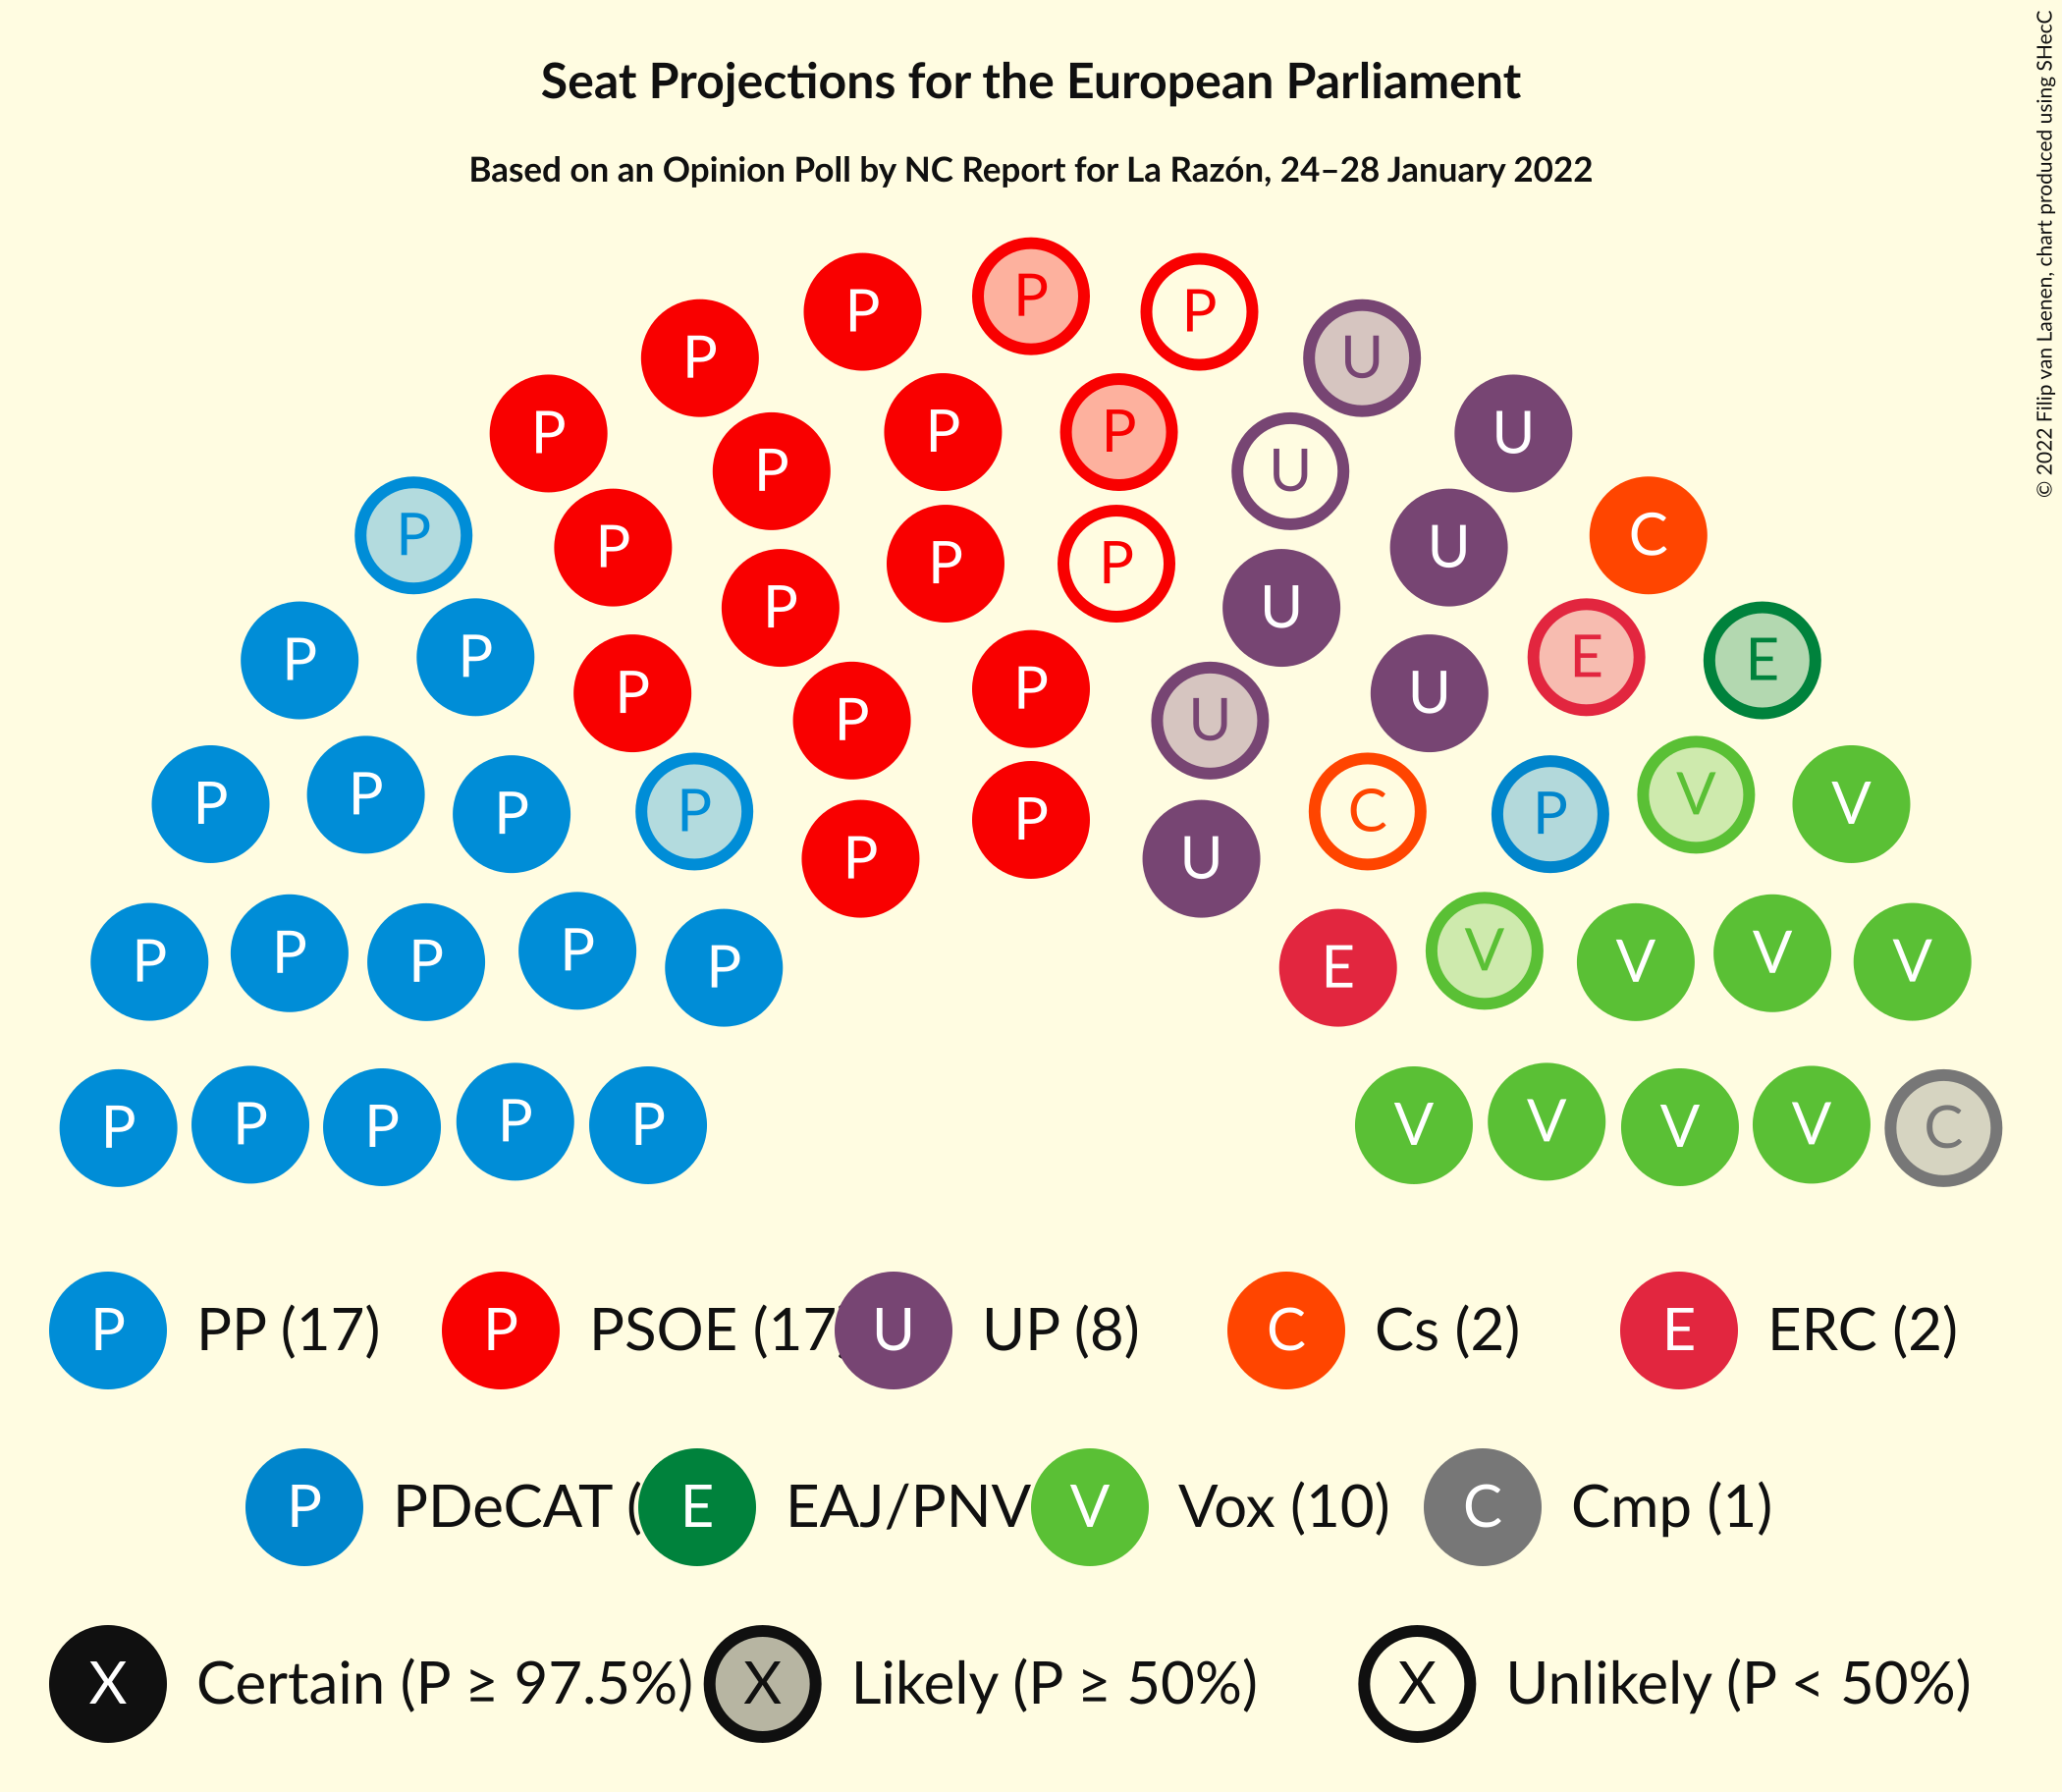 Seat Projections for the European Parliament
Based on an Opinion Poll by NC Report for La Razón, 24–28 January 2022
© 2022 Filip van Laenen, chart produced using SHecC
P P P U
P P P U
P U P U
P P P U C
P P P P U
P P E E
P P P U
P P P U
P P P C P V V
P P U
P P P P P E V V V V
P P P P P V V V V C
P PP (17) P PSOE (17 U UP (8) C Cs (2) E ERC (2)
P PDeCAT ( E EAJ/PNV V Vox (10) C Cmp (1)
X Certain (P ≥ 97.5%) X Likely (P ≥ 50%) X Unlikely (P < 50%)